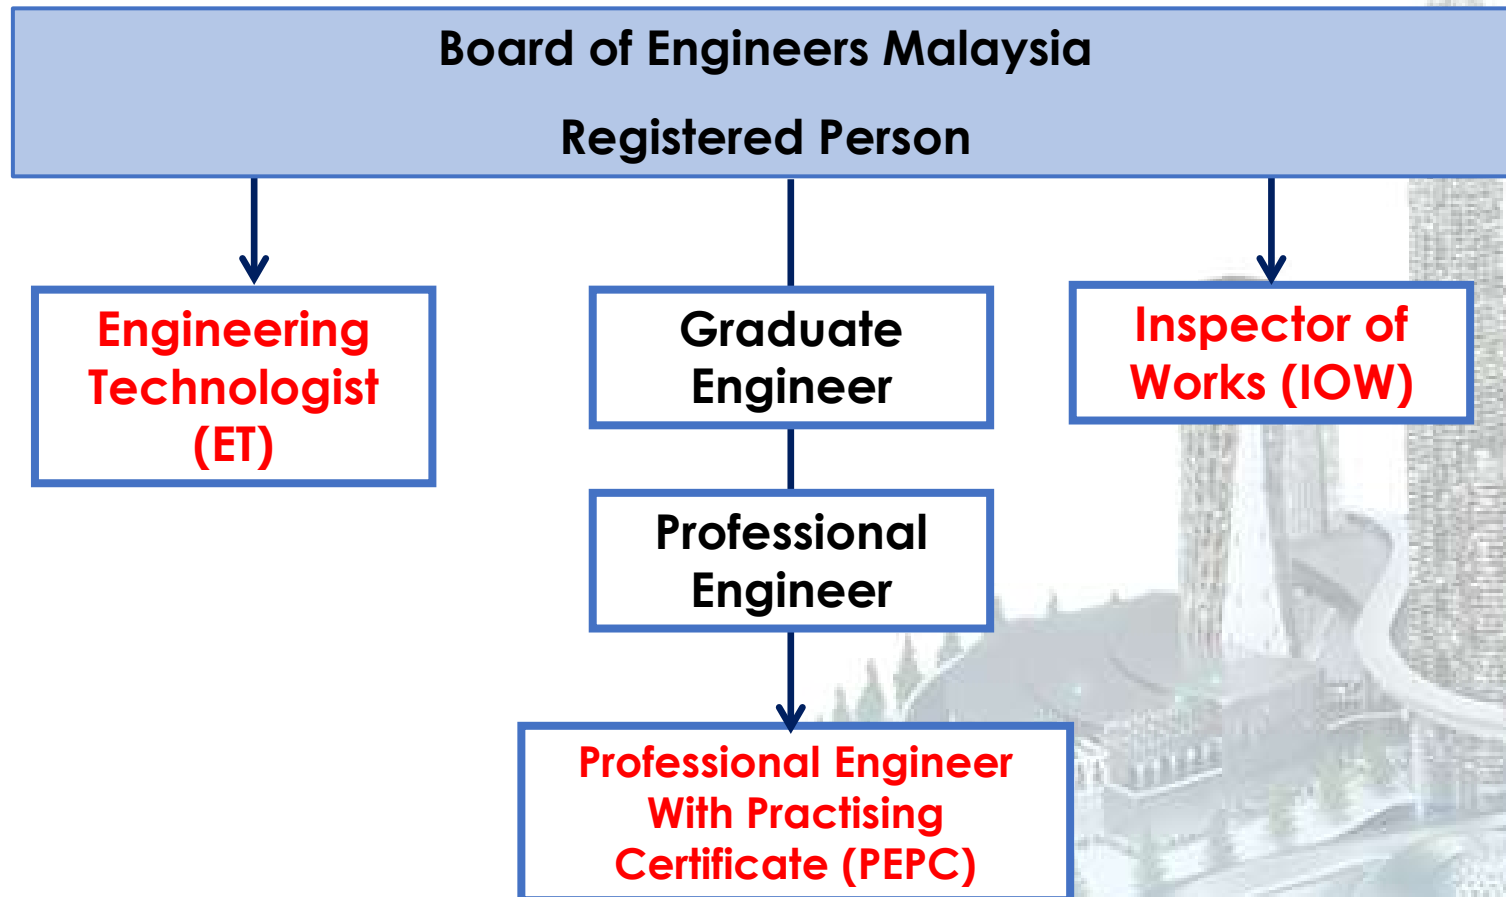 Board of Engineers Malaysia
Registered Person
Engineering
Technologist
(ET)
Graduate
Engineer
Inspector of
Works (IOW)
Professional
Engineer
Professional Engineer
With Practising
Certificate (PEPC)